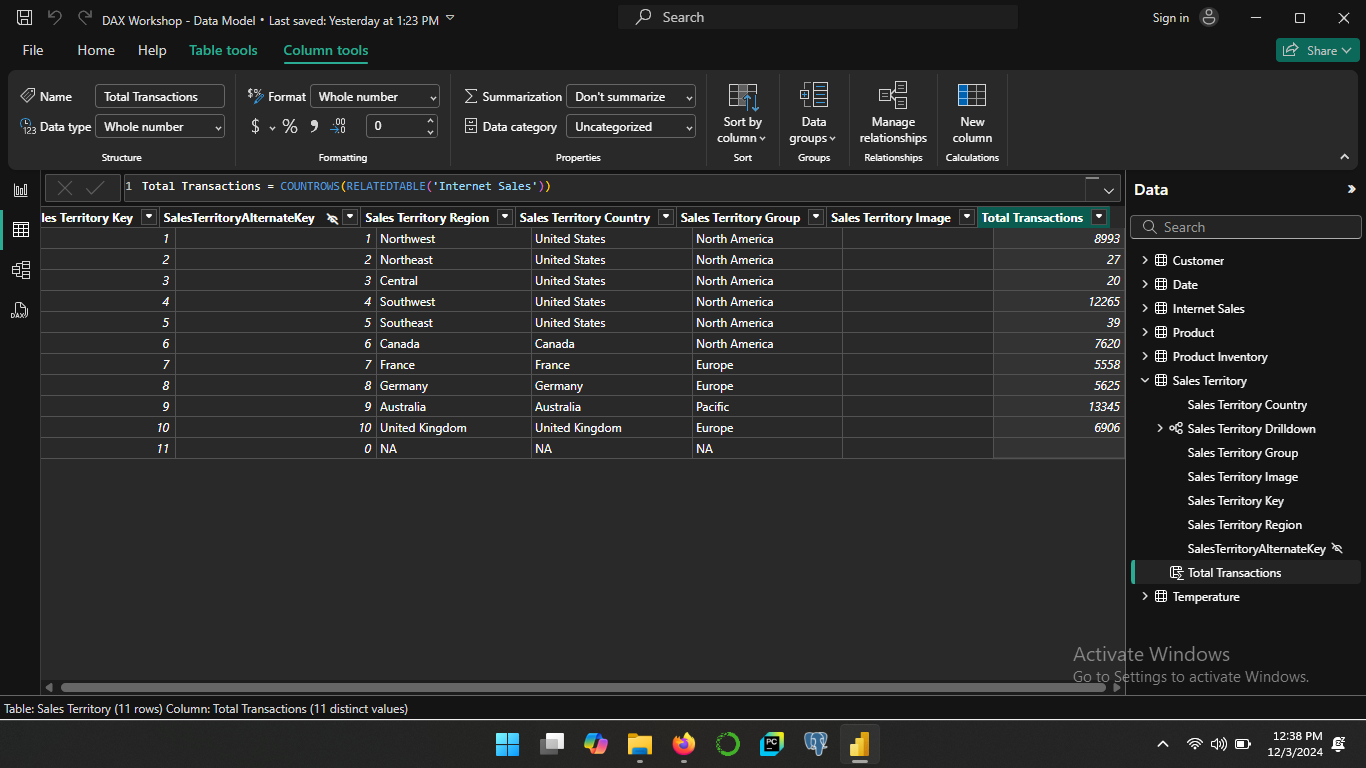 DAX Workshop - Data Model • Last saved: Yesterday at 1:23 PM
Search
Sign in
File
Home
Help
Table tools
Column tools
Share
Name
Total Transactions
Data type
Whole number
Structure
Format
Whole number
$
%
0
Formatting
Summarization
Don't summarize
Data category
Uncategorized
Properties
Sort by
column
Sort
Data
groups
Groups
Manage
relationships
Relationships
New
column
Calculations
1 Total Transactions = COUNTROWS(RELATEDTABLE('Internet Sales'))
les Territory Key SalesTerritoryAlternateKey Sales Territory Region Sales Territory Country Sales Territory Group Sales Territory Image Total Transactions
1 1 Northwest United States North America 8993
2 2 Northeast United States North America 27
3 3 Central United States North America 20
4 4 Southwest United States North America 12265
5 5 Southeast United States North America 39
6 6 Canada Canada North America 7620
7 7 France France Europe 5558
8 8 Germany Germany Europe 5625
9 9 Australia Australia Pacific 13345
10 10 United Kingdom United Kingdom Europe 6906
11 0 NA NA NA
Data
Search
Customer
Date
Internet Sales
Product
Product Inventory
Sales Territory
Sales Territory Country
Sales Territory Drilldown
Sales Territory Group
Sales Territory Image
Sales Territory Key
Sales Territory Region
SalesTerritoryAlternateKey
Total Transactions
Temperature
Activate Windows
Go to Settings to activate Windows.
Table: Sales Territory (11 rows) Column: Total Transactions (11 distinct values)
12:38 PM
12/3/2024